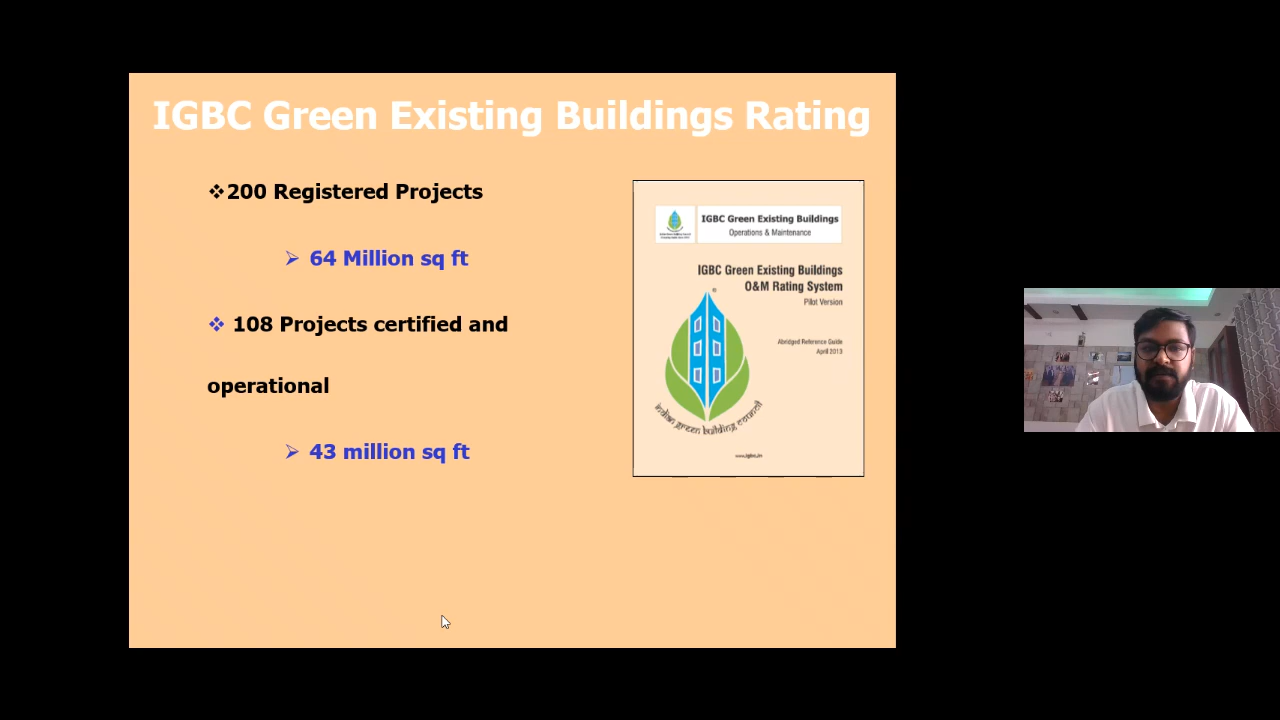 IGBC Green Existing Buildings Rating
❖200 Registered Projects
➢ 64 Million sq ft
❖ 108 Projects certified and
operational
➢ 43 million sq ft
IGBC Green Existing Buildings
Operations & Maintenance
IGBC Green Existing Buildings
O&M Rating System
Pilot Version
®
Abridged Reference Guide
April 2013
indian green building council
www.igbc.in